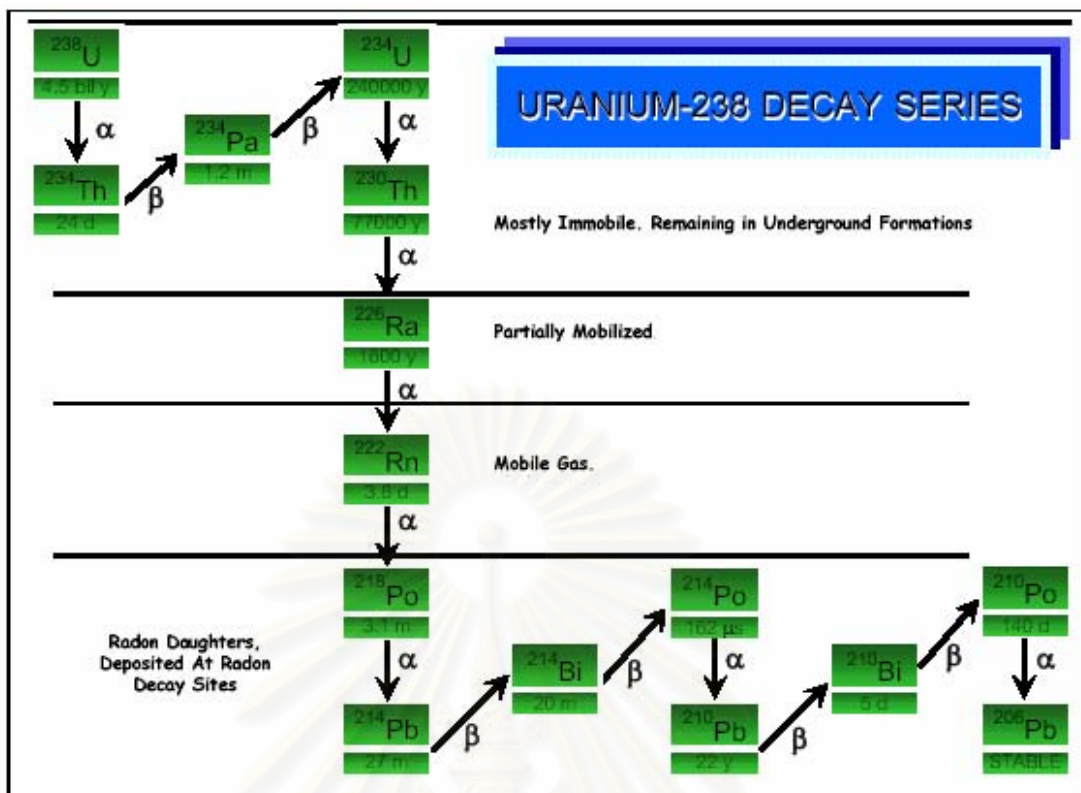 URANIUM-238 DECAY SERIES
²³⁸U
4.5 bil y
α
²³⁴Th
24 d
β
²³⁴Pa
1.2 m
β
²³⁴U
240000 y
α
²³⁰Th
77000 y
α
Mostly Immobile. Remaining in Underground Formations
²²⁶Ra
1600 y
α
Partially Mobilized
²²²Rn
3.8 d
α
Mobile Gas.
Radon Daughters,
Deposited At Radon
Decay Sites
²¹⁸Po
3.1 m
α
²¹⁴Pb
27 m
β
²¹⁴Bi
20 m
β
²¹⁴Po
162 µs
α
²¹⁰Pb
22 y
β
²¹⁰Bi
5 d
β
²¹⁰Po
140 d
α
²⁰⁶Pb
STABLE